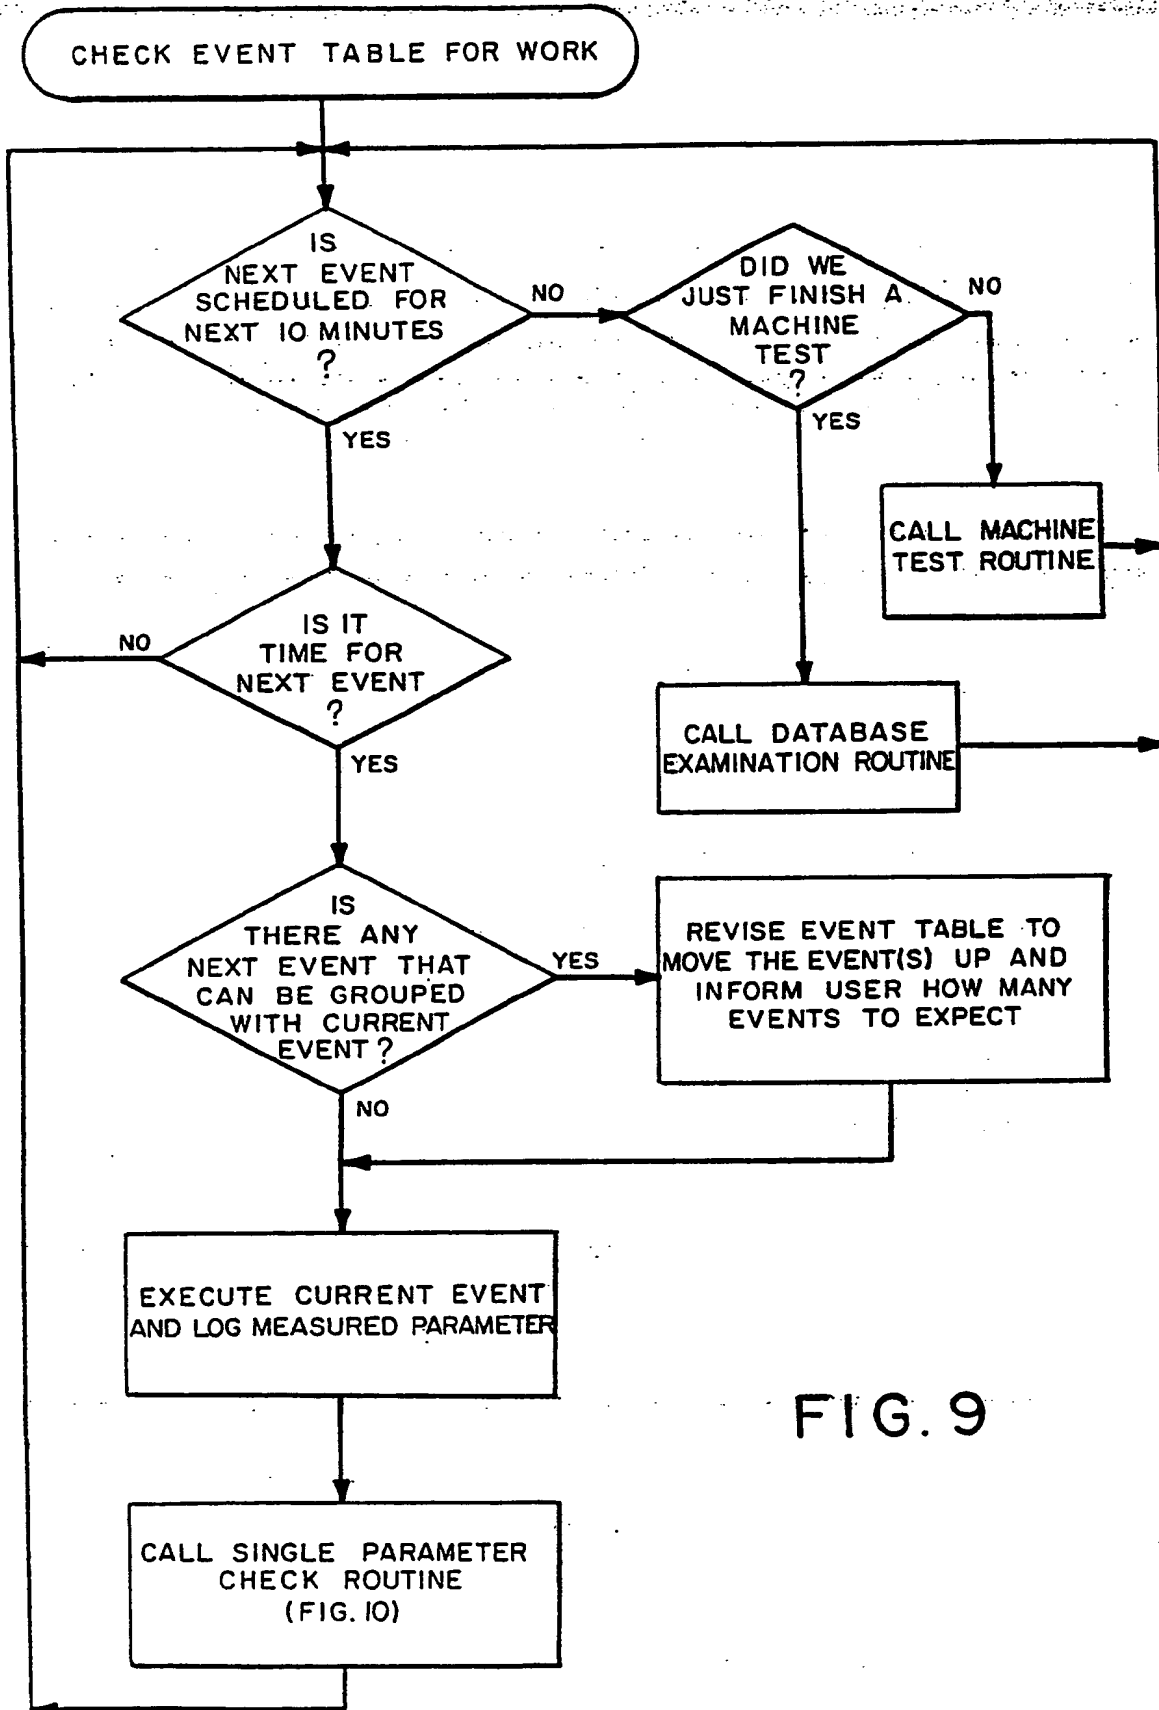 CHECK EVENT TABLE FOR WORK
IS
NEXT EVENT
SCHEDULED FOR
NEXT 10 MINUTES
?
NO
YES
DID WE
JUST FINISH A
MACHINE
TEST
?
NO
YES
CALL MACHINE
TEST ROUTINE
IS IT
TIME FOR
NEXT EVENT
?
NO
YES
CALL DATABASE
EXAMINATION ROUTINE
IS
THERE ANY
NEXT EVENT THAT
CAN BE GROUPED
WITH CURRENT
EVENT?
YES
NO
REVISE EVENT TABLE TO
MOVE THE EVENT(S) UP AND
INFORM USER HOW MANY
EVENTS TO EXPECT
EXECUTE CURRENT EVENT
AND LOG MEASURED PARAMETER
CALL SINGLE PARAMETER
CHECK ROUTINE
(FIG. 10)
FIG. 9